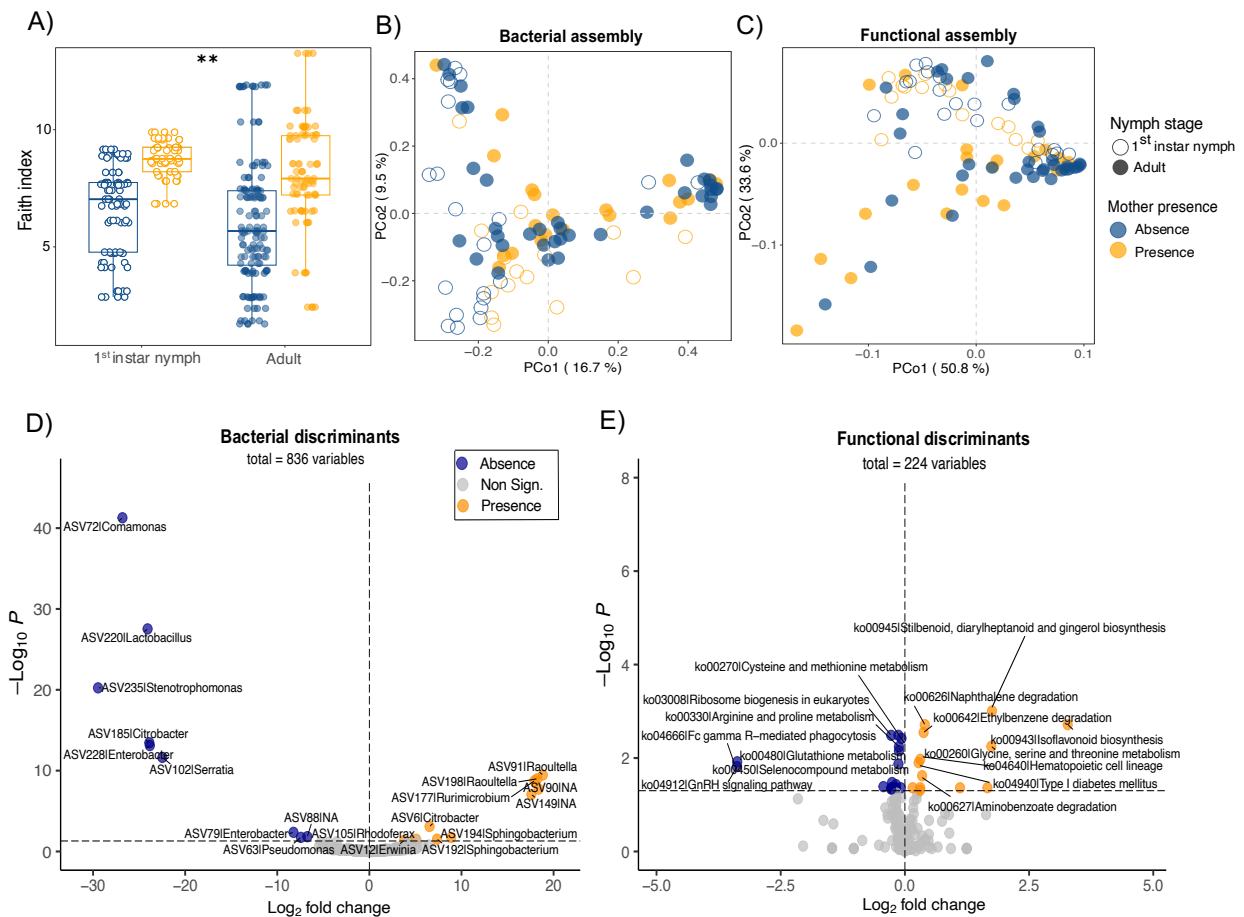 A)
**
Faith index
10
5
1st instar nymph
Adult
B)
Bacterial assembly
PCo2 ( 9.5 %)
0.4
0.2
0.0
−0.2
−0.2
0.0
0.2
0.4
PCo1 ( 16.7 %)
C)
Functional assembly
PCo2 ( 33.6 %)
0.0
−0.1
−0.1
0.0
0.1
PCo1 ( 50.8 %)
Nymph stage
1st instar nymph
Adult
Mother presence
Absence
Presence
D)
Bacterial discriminants
total = 836 variables
Absence
Non Sign.
Presence
−Log10 P
40
30
20
10
0
ASV72|Comamonas
ASV220|Lactobacillus
ASV235|Stenotrophomonas
ASV185|Citrobacter
ASV228|Enterobacter
ASV102|Serratia
ASV91|Raoultella
ASV198|Raoultella
ASV90|NA
ASV177|Rurimicrobium
ASV149|NA
ASV88|NA
ASV6|Citrobacter
ASV79|Enterobacter
ASV105|Rhodoferax
ASV194|Sphingobacterium
ASV63|Pseudomonas
ASV12|Erwinia
ASV192|Sphingobacterium
−30
−20
−10
0
10
20
Log2 fold change
E)
Functional discriminants
total = 224 variables
−Log10 P
8
6
4
2
0
ko00945|Stilbenoid, diarylheptanoid and gingerol biosynthesis
ko00270|Cysteine and methionine metabolism
ko03008|Ribosome biogenesis in eukaryotes
ko00626|Naphthalene degradation
ko00330|Arginine and proline metabolism
ko00642|Ethylbenzene degradation
ko04666|Fc gamma R−mediated phagocytosis
ko00943|Isoflavonoid biosynthesis
ko00480|Glutathione metabolism
ko00260|Glycine, serine and threonine metabolism
ko00450|Selenocompound metabolism
ko04640|Hematopoietic cell lineage
ko04912|GnRH signaling pathway
ko04940|Type I diabetes mellitus
ko00627|Aminobenzoate degradation
−5.0
−2.5
0.0
2.5
5.0
Log2 fold change